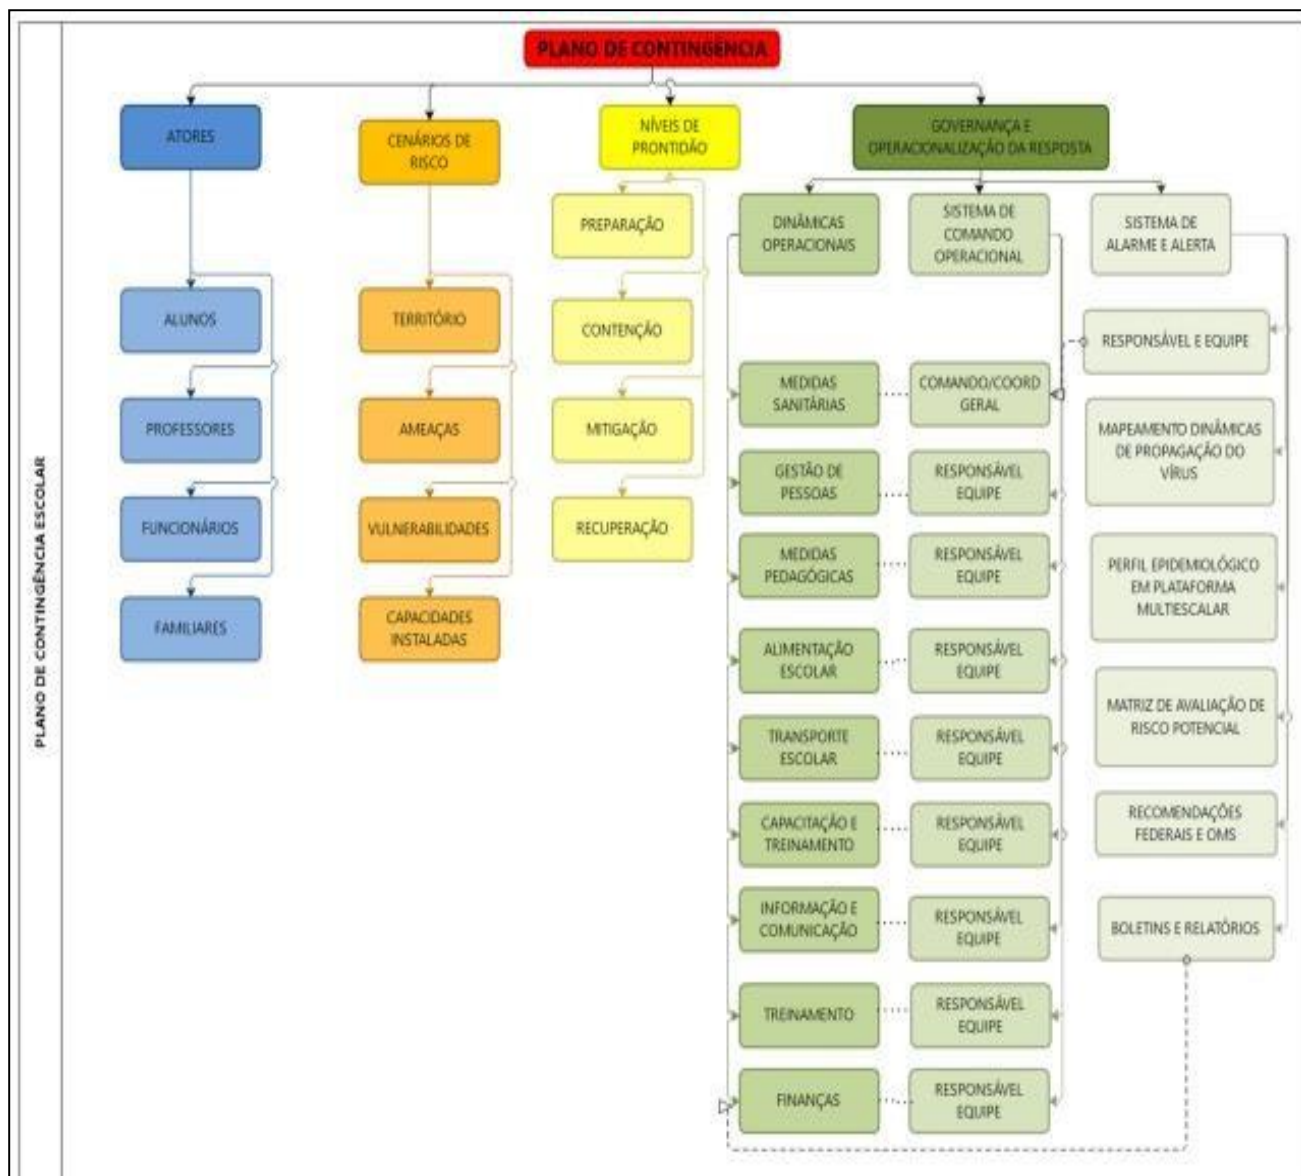 PLANO DE CONTINGÊNCIA ESCOLAR
PLANO DE CONTINGÊNCIA
ATORES
ALUNOS
PROFESSORES
FUNCIONÁRIOS
FAMILIARES
CENÁRIOS DE
RISCO
TERRITÓRIO
AMEAÇAS
VULNERABILIDADES
CAPACIDADES
INSTALADAS
NÍVEIS DE
PRONTIDÃO
PREPARAÇÃO
CONTENÇÃO
MITIGAÇÃO
RECUPERAÇÃO
GOVERNANÇA E
OPERACIONALIZAÇÃO DA RESPOSTA
DINÂMICAS
OPERACIONAIS
MEDIDAS
SANITÁRIAS
GESTÃO DE
PESSOAS
MEDIDAS
PEDAGÓGICAS
ALIMENTAÇÃO
ESCOLAR
TRANSPORTE
ESCOLAR
CAPACITAÇÃO E
TREINAMENTO
INFORMAÇÃO E
COMUNICAÇÃO
TREINAMENTO
FINANÇAS
SISTEMA DE
COMANDO
OPERACIONAL
COMANDO/COORD
GERAL
RESPONSÁVEL
EQUIPE
RESPONSÁVEL
EQUIPE
RESPONSÁVEL
EQUIPE
RESPONSÁVEL
EQUIPE
RESPONSÁVEL
EQUIPE
RESPONSÁVEL
EQUIPE
RESPONSÁVEL
EQUIPE
RESPONSÁVEL
EQUIPE
SISTEMA DE
ALARME E ALERTA
RESPONSÁVEL E EQUIPE
MAPEAMENTO DINÂMICAS
DE PROPAGAÇÃO DO
VÍRUS
PERFIL EPIDEMIOLÓGICO
EM PLATAFORMA
MULTIESCALAR
MATRIZ DE AVALIAÇÃO DE
RISCO POTENCIAL
RECOMENDAÇÕES
FEDERAIS E OMS
BOLETINS E RELATÓRIOS